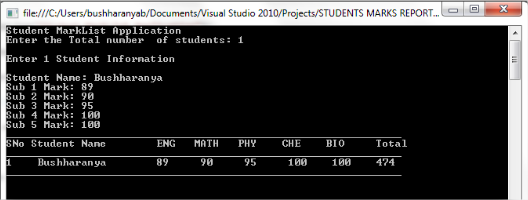 file:///C:/Users/bushharanyab/Documents/Visual Studio 2010/Projects/STUDENTS MARKS REPORT...
Student MarkList Application
Enter the Total number  of students: 1
Enter 1 Student Information
Student Name: Bushharanya
Sub 1 Mark: 89
Sub 2 Mark: 90
Sub 3 Mark: 95
Sub 4 Mark: 100
Sub 5 Mark: 100
SNo Student Name ENG MATH PHY CHE BIO Total
1 Bushharanya 89 90 95 100 100 474